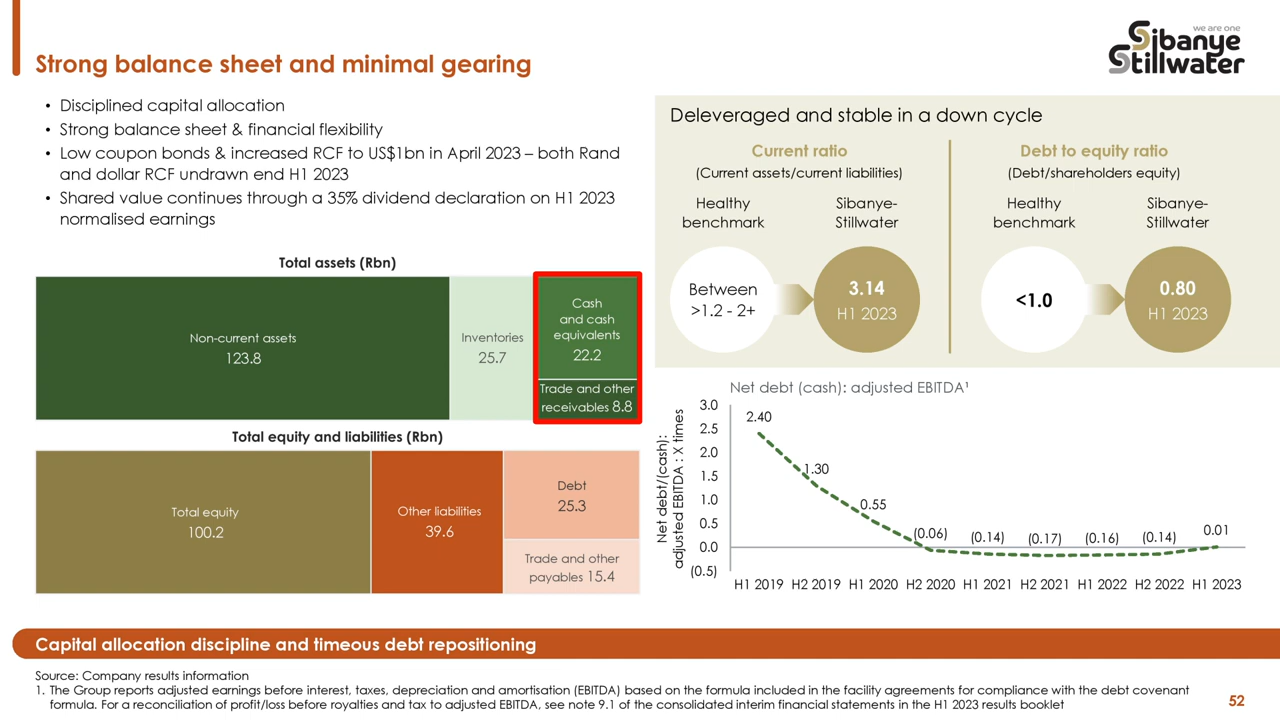 we are one
Sibanye
Stillwater
Strong balance sheet and minimal gearing
• Disciplined capital allocation
• Strong balance sheet & financial flexibility
• Low coupon bonds & increased RCF to US$1bn in April 2023 – both Rand
and dollar RCF undrawn end H1 2023
• Shared value continues through a 35% dividend declaration on H1 2023
normalised earnings
Total assets (Rbn)
Non-current assets
123.8
Inventories
25.7
Cash
and cash
equivalents
22.2
Trade and other
receivables 8.8
Total equity and liabilities (Rbn)
Total equity
100.2
Other liabilities
39.6
Debt
25.3
Trade and other
payables 15.4
Deleveraged and stable in a down cycle
Current ratio
(Current assets/current liabilities)
Healthy
benchmark
Sibanye-
Stillwater
Between
>1.2 - 2+
3.14
H1 2023
Debt to equity ratio
(Debt/shareholders equity)
Healthy
benchmark
Sibanye-
Stillwater
<1.0
0.80
H1 2023
Net debt (cash): adjusted EBITDA¹
Net debt/(cash):
adjusted EBITDA : X times
3.0
2.5
2.0
1.5
1.0
0.5
0.0
(0.5)
2.40
1.30
0.55
(0.06)
(0.14)
(0.17)
(0.16)
(0.14)
0.01
H1 2019 H2 2019 H1 2020 H2 2020 H1 2021 H2 2021 H1 2022 H2 2022 H1 2023
Capital allocation discipline and timeous debt repositioning
Source: Company results information
1. The Group reports adjusted earnings before interest, taxes, depreciation and amortisation (EBITDA) based on the formula included in the facility agreements for compliance with the debt covenant
formula. For a reconciliation of profit/loss before royalties and tax to adjusted EBITDA, see note 9.1 of the consolidated interim financial statements in the H1 2023 results booklet
52